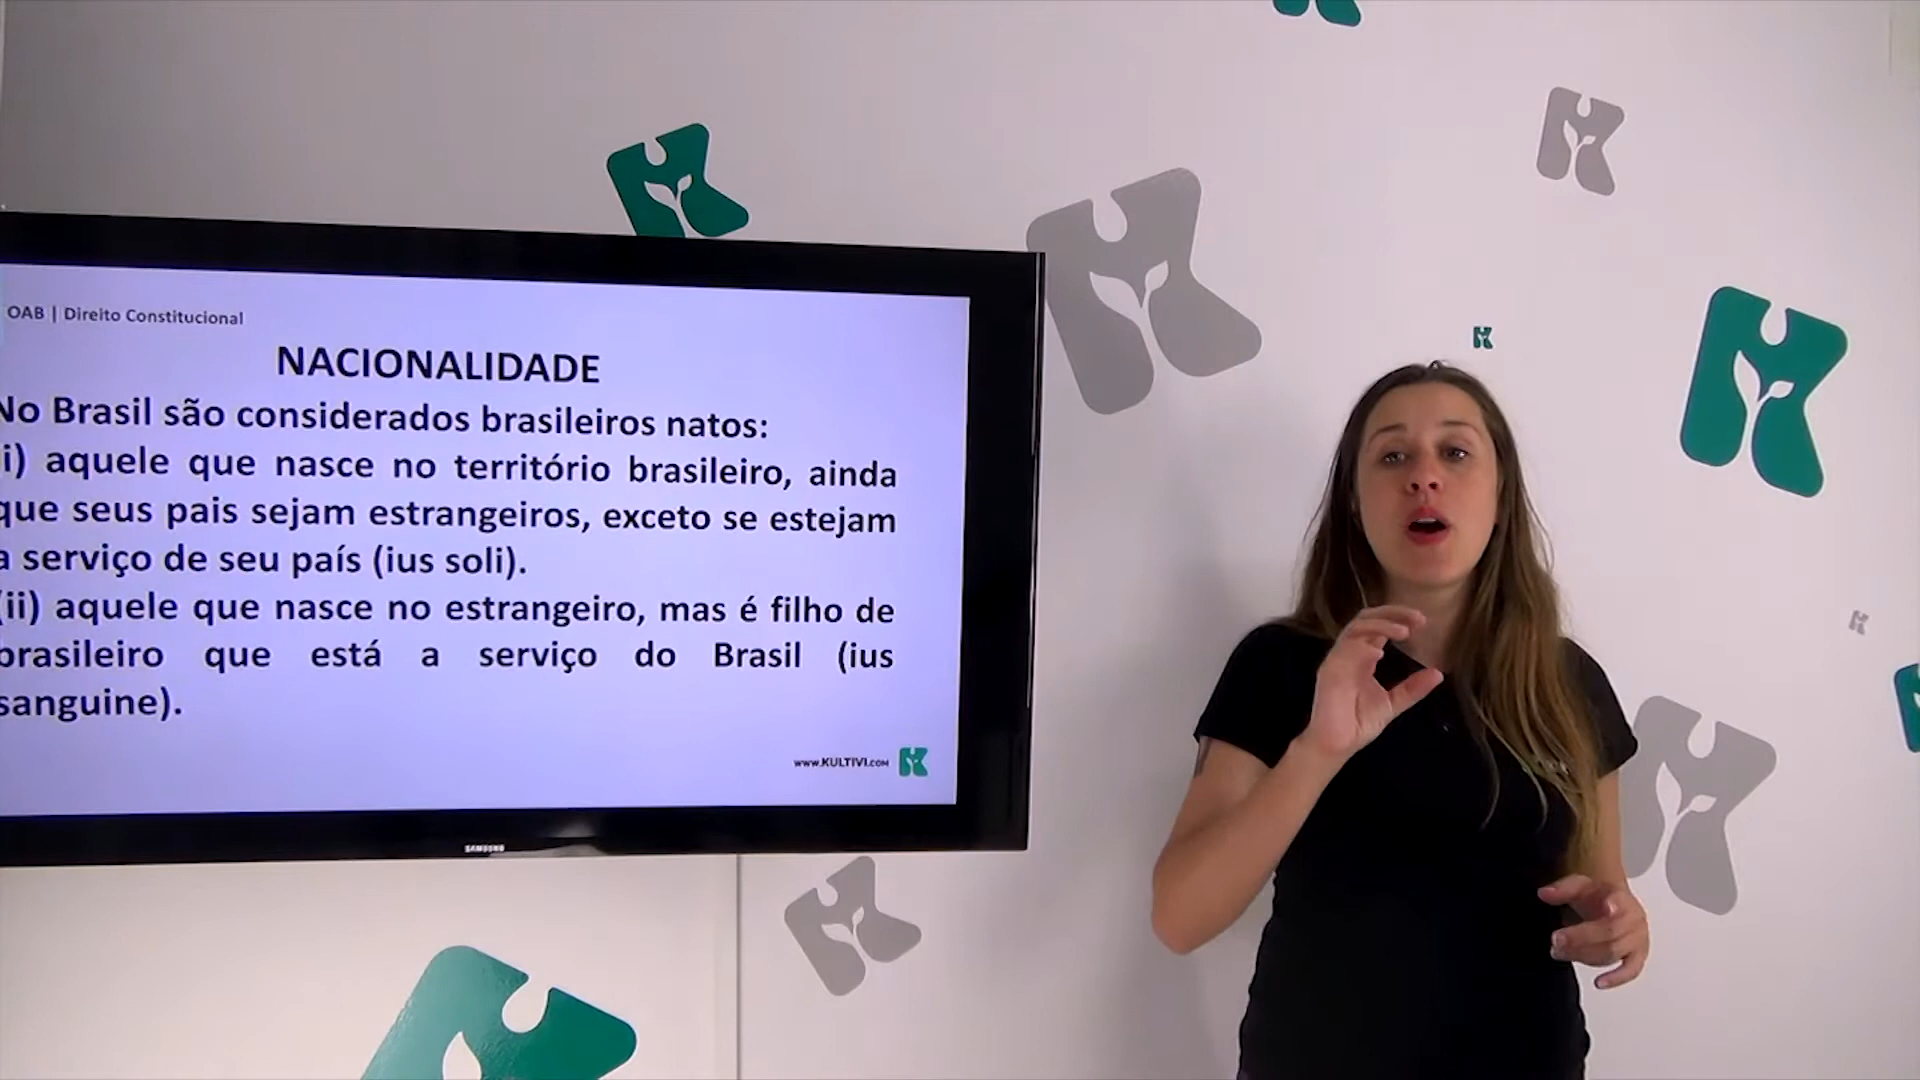 OAB | Direito Constitucional
NACIONALIDADE
No Brasil são considerados brasileiros natos:
(i) aquele que nasce no território brasileiro, ainda
que seus pais sejam estrangeiros, exceto se estejam
a serviço de seu país (ius soli).
(ii) aquele que nasce no estrangeiro, mas é filho de
brasileiro que está a serviço do Brasil (ius
sanguine).
www.KULTIVI.COM
SAMSUNG